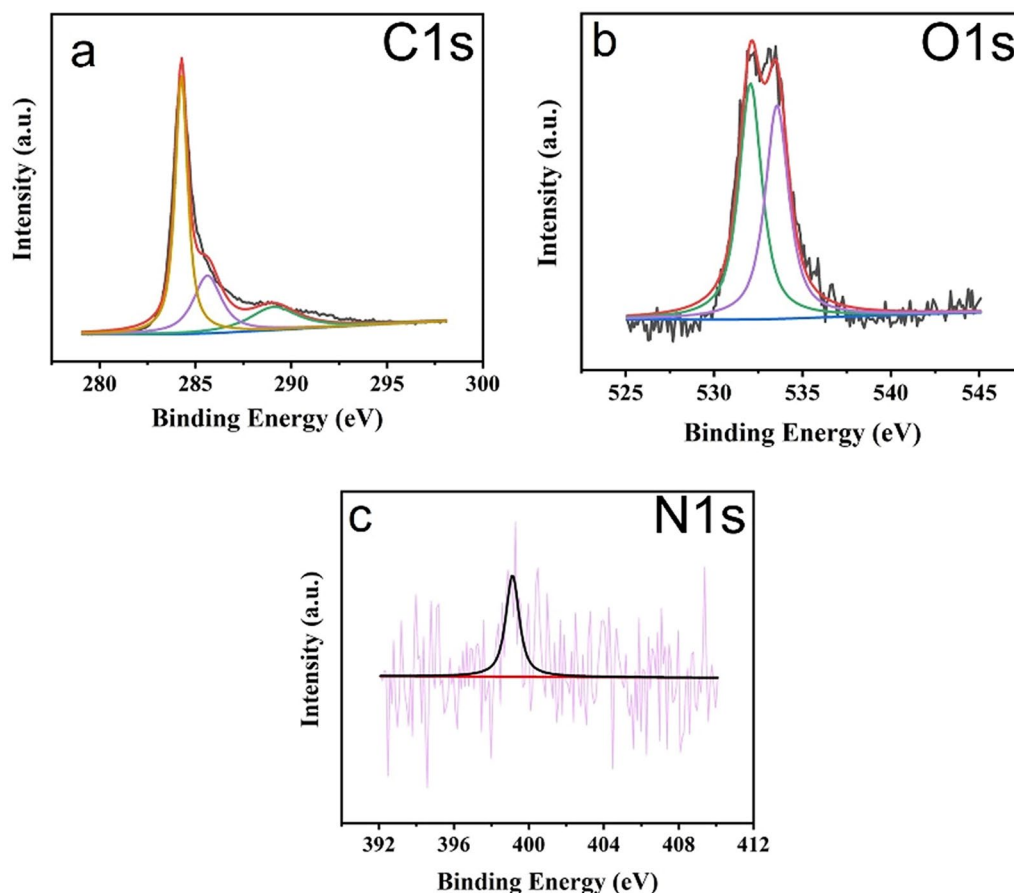 a
C1s
Intensity (a.u.)
280 285 290 295 300
Binding Energy (eV)
b
O1s
Intensity (a.u.)
525 530 535 540 545
Binding Energy (eV)
c
N1s
Intensity (a.u.)
392 396 400 404 408 412
Binding Energy (eV)